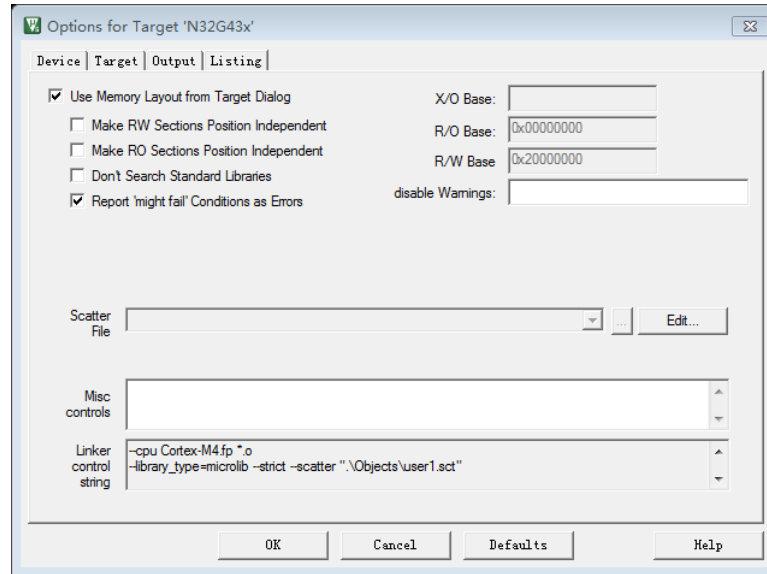 Options for Target 'N32G43x'
Device Target Output Listing
Use Memory Layout from Target Dialog
Make RW Sections Position Independent
Make RO Sections Position Independent
Don't Search Standard Libraries
Report 'might fail' Conditions as Errors
X/O Base:
R/O Base: 0x00000000
R/W Base 0x20000000
disable Warnings:
Scatter
File
...
Edit...
Misc
controls
Linker
control
string
--cpu Cortex-M4.fp *.o
--library_type=microlib --strict --scatter ".\Objects\user1.sct"
OK Cancel Defaults Help